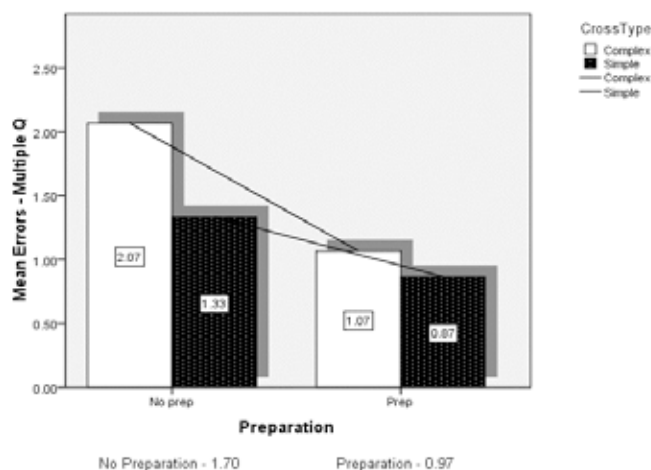 CrossType
Complex
Simple
Complex
Simple
Mean Errors - Multiple Q
2.50
2.00
1.50
1.00
0.50
0.00
2.07
1.33
1.07
0.87
No prep
Prep
Preparation
No Preparation - 1.70
Preparation - 0.97